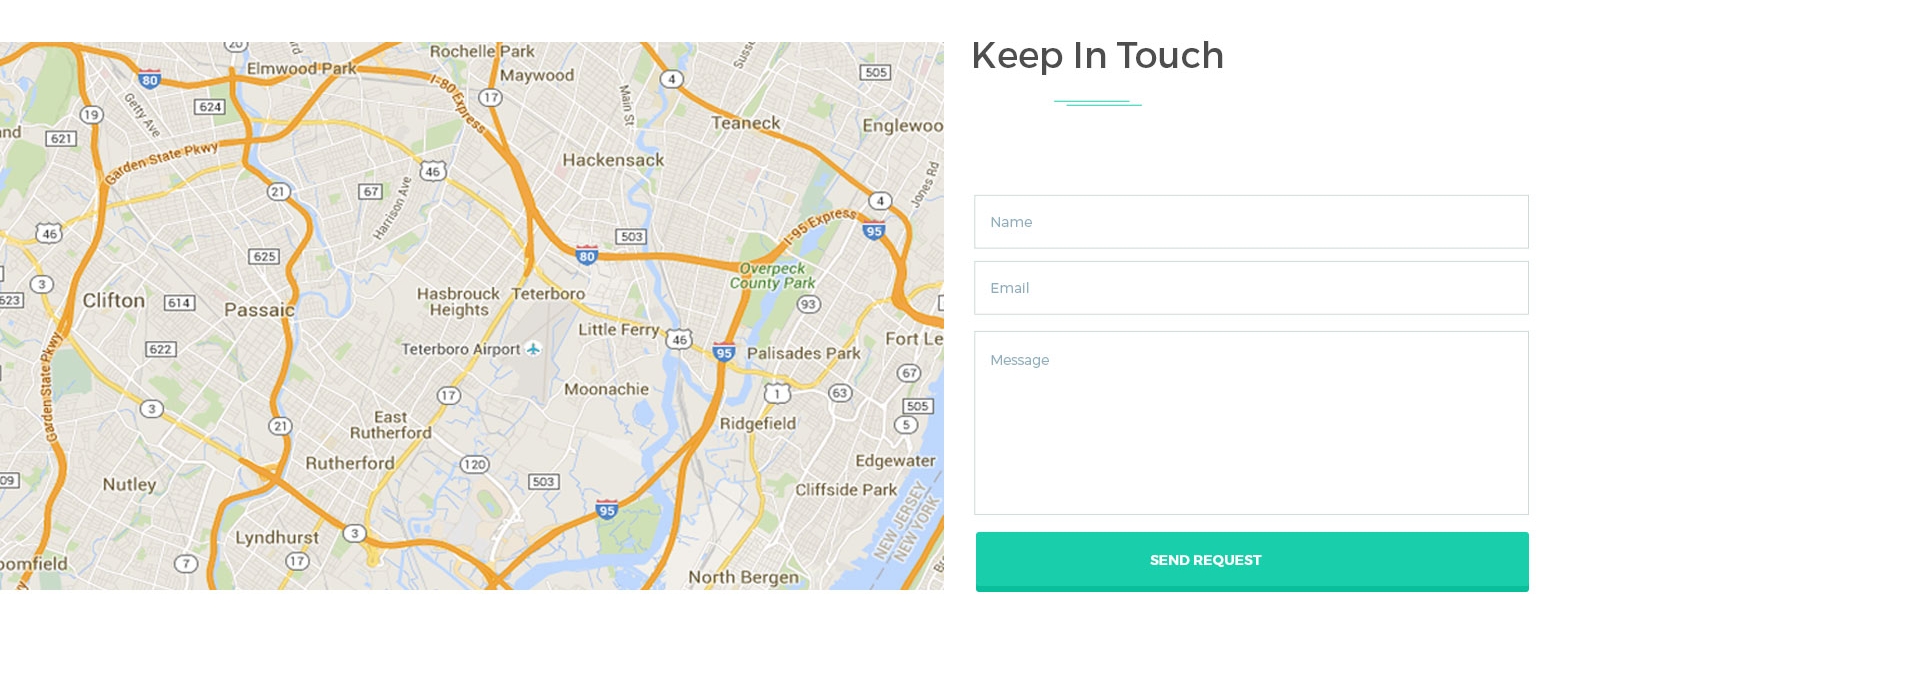 Rochelle Park
Elmwood Park
80
20
Maywood
I-80 Express
17
4
505
Getty Ave
624
19
621
Main St
Teaneck
Garden State Pkwy
Hackensack
46
67
21
Harrison Ave
Jones Rd
4
I-95 Express
95
46
503
80
625
Overpeck
County Park
3
623
Clifton
614
Passaic
Hasbrouck
Heights
Teterboro
93
Little Ferry
46
622
Teterboro Airport
95
Palisades Park
Garden State Pkwy
Moonachie
67
3
17
1
63
505
East
Rutherford
21
Ridgefield
5
Rutherford
120
Edgewater
503
Nutley
Cliffside Park
95
NEW JERSEY
NEW YORK
Lyndhurst
3
7
17
North Bergen
Keep In Touch
Name
Email
Message
SEND REQUEST